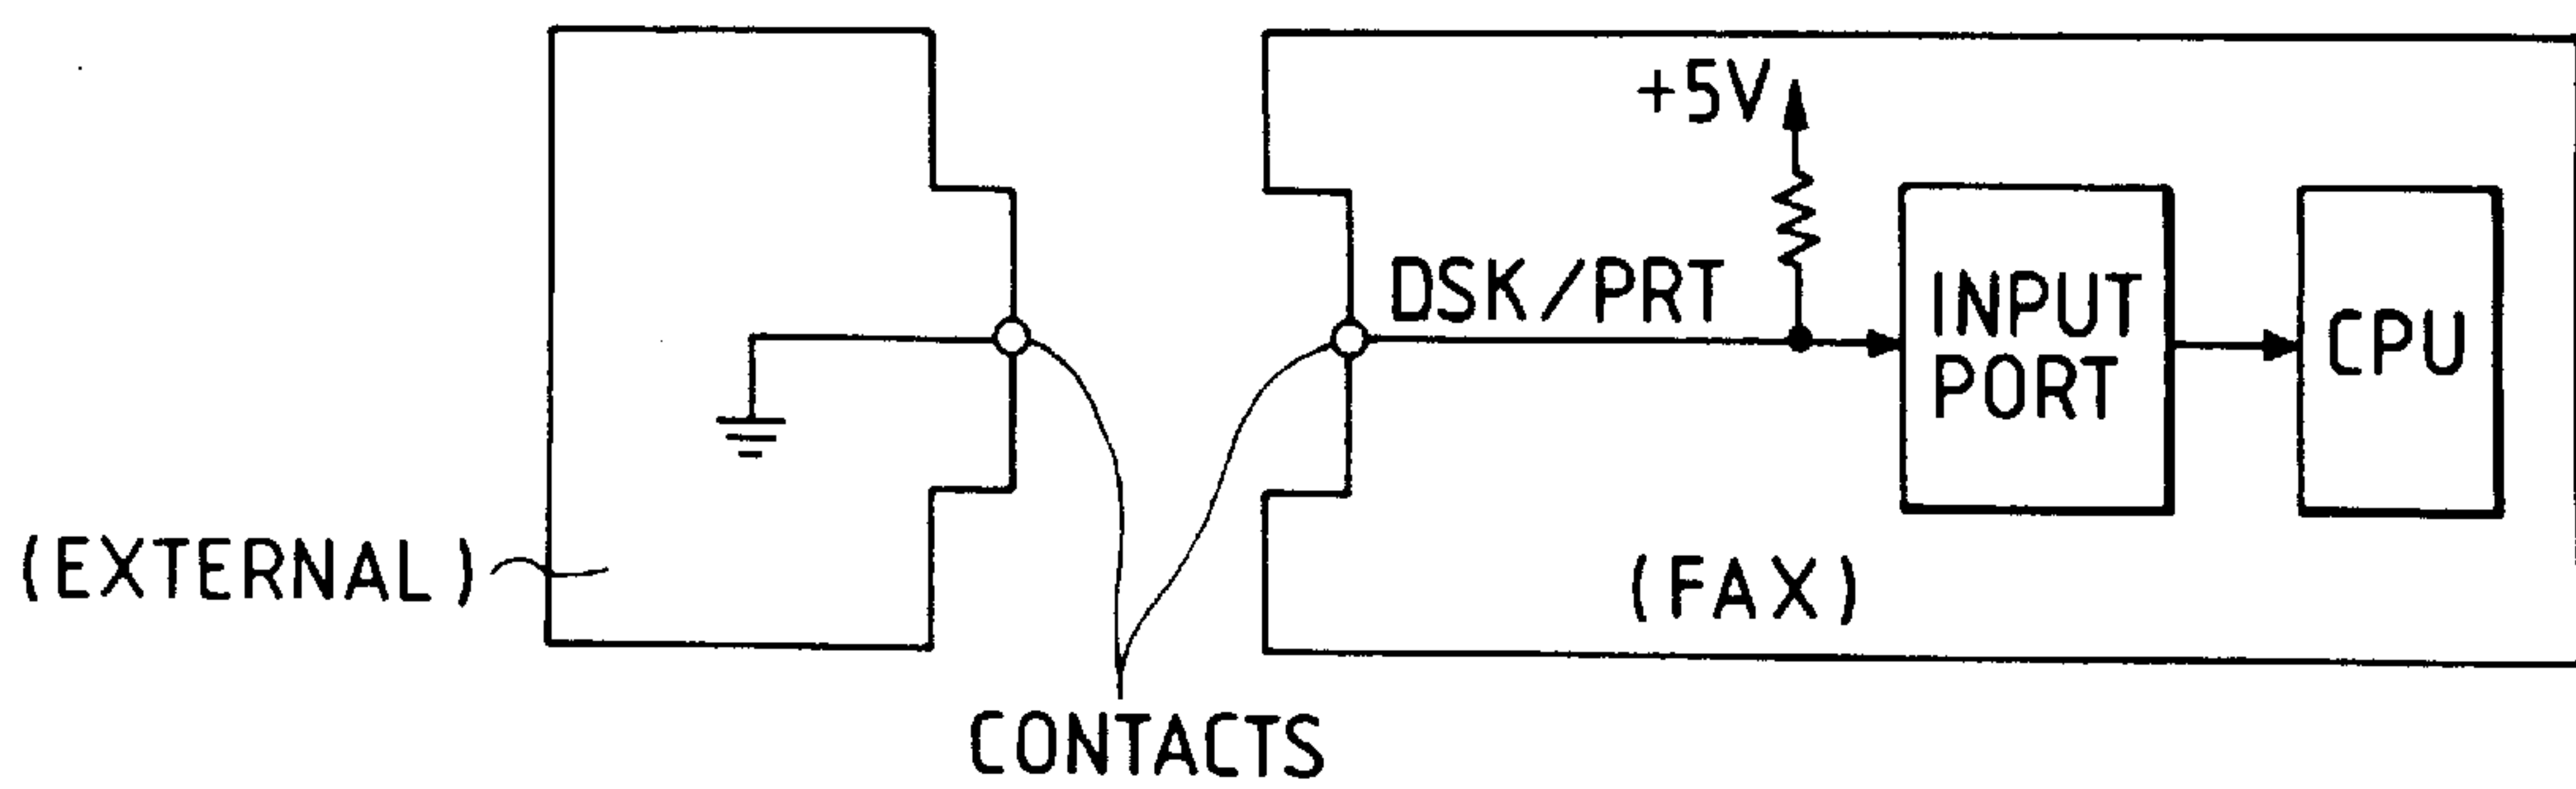 +5V
DSK/PRT
INPUT
PORT
CPU
(EXTERNAL)
(FAX)
CONTACTS